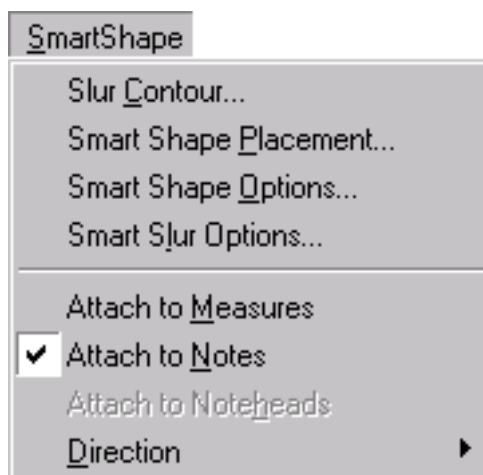 SmartShape
Slur Contour...
Smart Shape Placement...
Smart Shape Options...
Smart Slur Options...
Attach to Measures
Attach to Notes
Attach to Noteheads
Direction